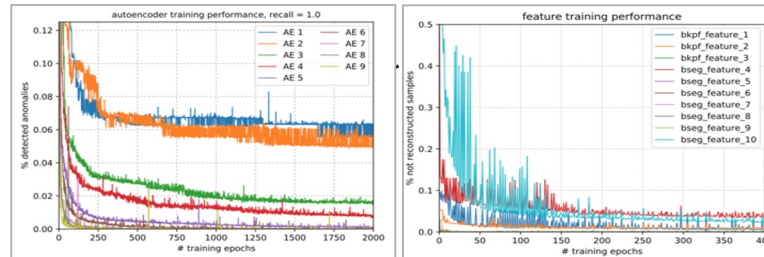 autoencoder training performance, recall = 1.0
0.12
0.10
0.08
0.06
0.04
0.02
0.00
% detected anomalies
AE 1
AE 2
AE 3
AE 4
AE 5
AE 6
AE 7
AE 8
AE 9
0
250
500
750
1000
1250
1500
1750
2000
# training epochs
feature training performance
0.5
0.4
0.3
0.2
0.1
0.0
% not reconstructed samples
bkpf_feature_1
bkpf_feature_2
bkpf_feature_3
bseg_feature_4
bseg_feature_5
bseg_feature_6
bseg_feature_7
bseg_feature_8
bseg_feature_9
bseg_feature_10
0
50
100
150
200
250
300
350
# training epochs